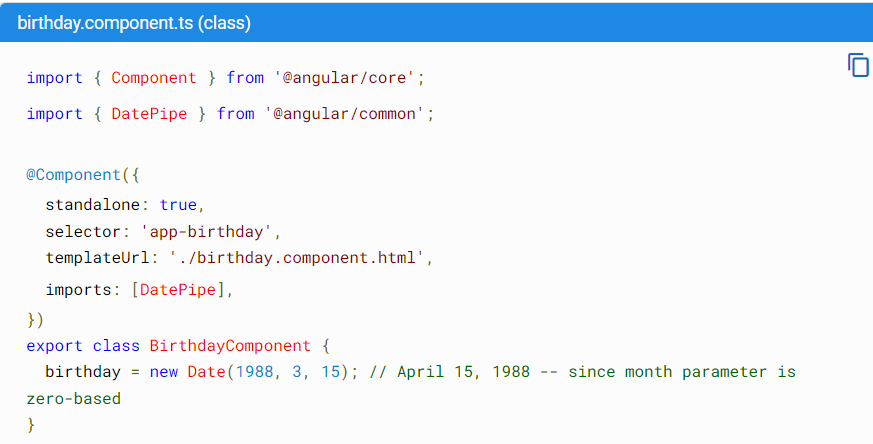 birthday.component.ts (class)
import { Component } from '@angular/core';
import { DatePipe } from '@angular/common';
@Component({
  standalone: true,
  selector: 'app-birthday',
  templateUrl: './birthday.component.html',
  imports: [DatePipe],
})
export class BirthdayComponent {
  birthday = new Date(1988, 3, 15); // April 15, 1988 -- since month parameter is
zero-based
}